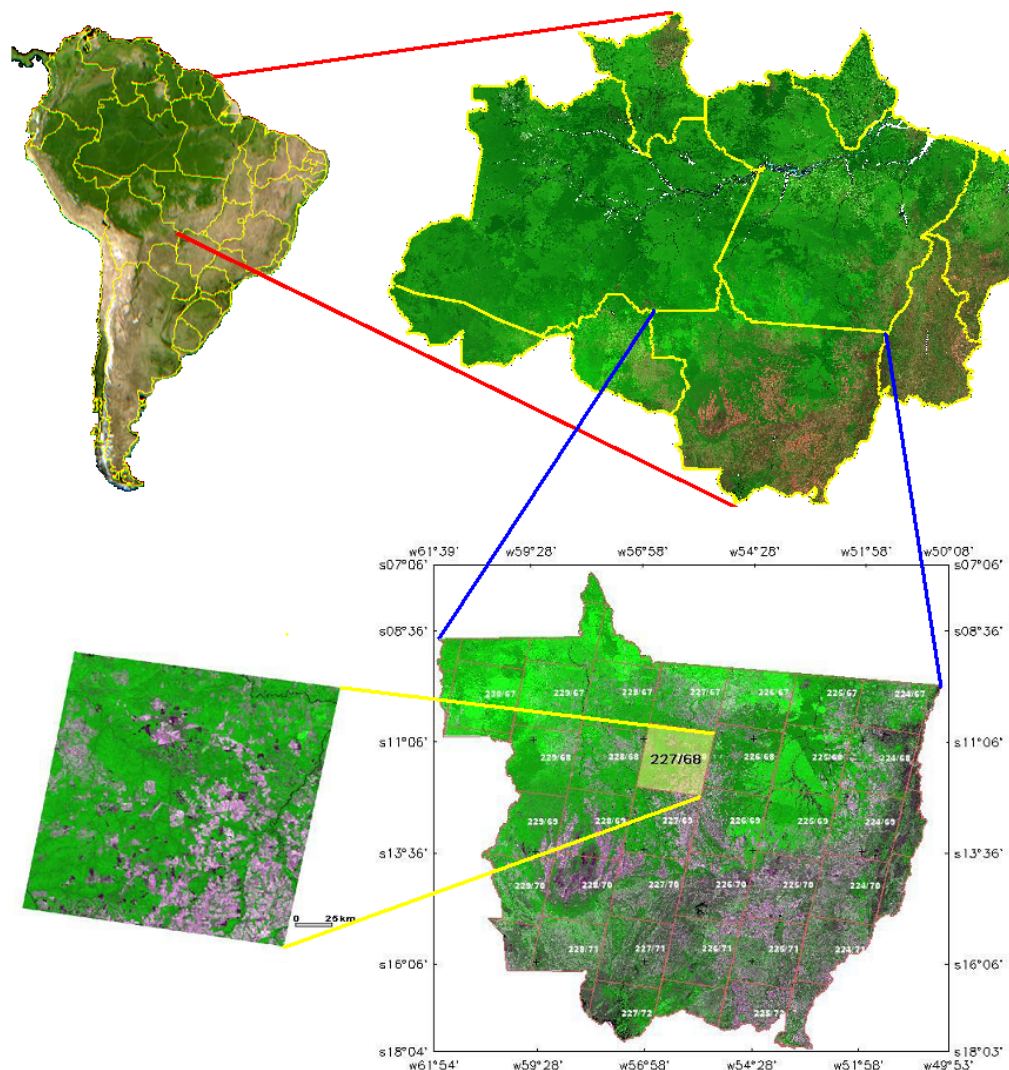 w61°39' w59°28' w56°58' w54°28' w51°58' w50°08'
s07°06' s07°06'
s08°36' s08°36'
230/67 229/67 228/67 227/67 226/67 225/67 224/67
s11°06' s11°06'
229/68 228/68 227/68 226/68 225/68 224/68
229/69 228/69 227/69 226/69 225/69 224/69
s13°36' s13°36'
229/70 228/70 227/70 226/70 225/70 224/70
0 25km
228/71 227/71 226/71 225/71 224/71
s16°06' s16°06'
227/72 225/72
s18°04' s18°03'
w61°54' w59°28' w56°58' w54°28' w51°58' w49°53'